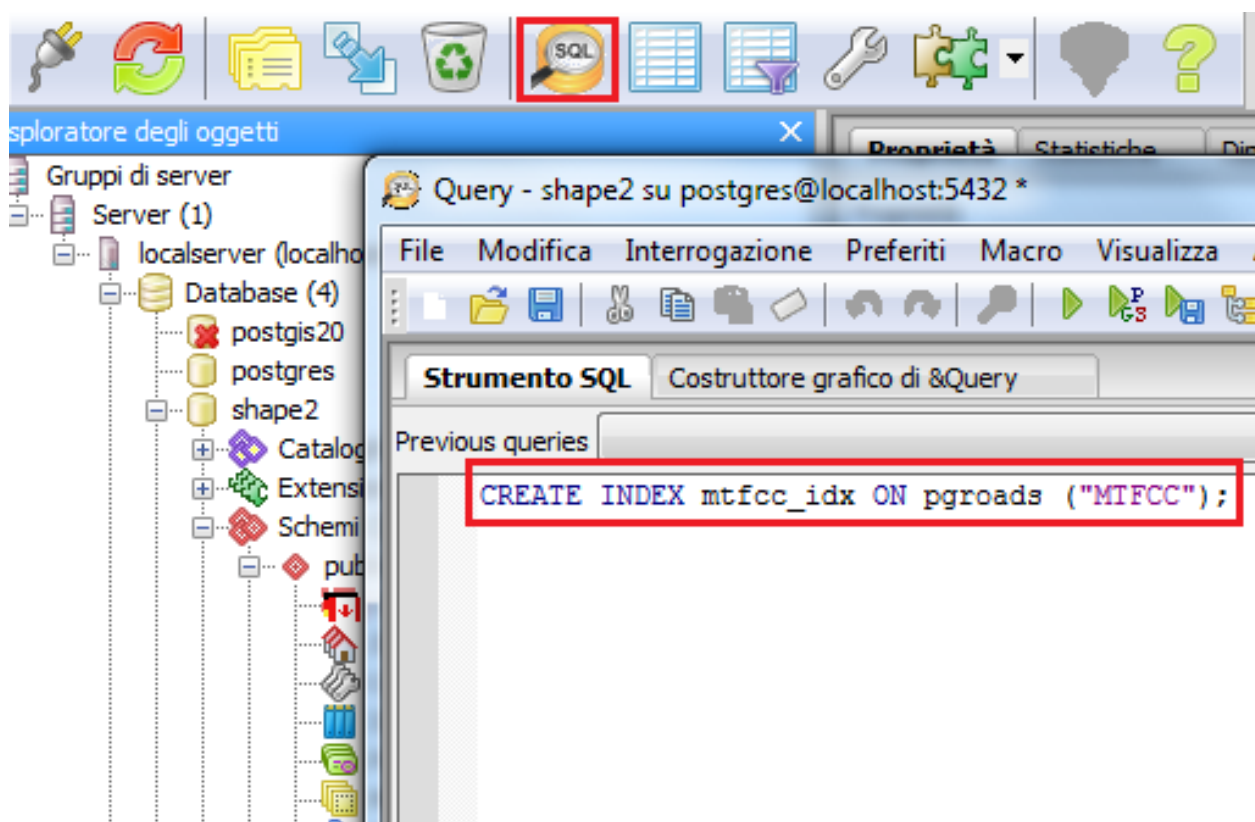 SQL
sploratore degli oggetti
Proprietà Statistiche Dip
Gruppi di server
Server (1)
localserver (localho
Database (4)
postgis20
postgres
shape2
Catalog
Extensi
Schemi
pub
Query - shape2 su postgres@localhost:5432 *
File Modifica Interrogazione Preferiti Macro Visualizza
Strumento SQL Costruttore grafico di &Query
Previous queries
CREATE INDEX mtfcc_idx ON pgroads ("MTFCC");